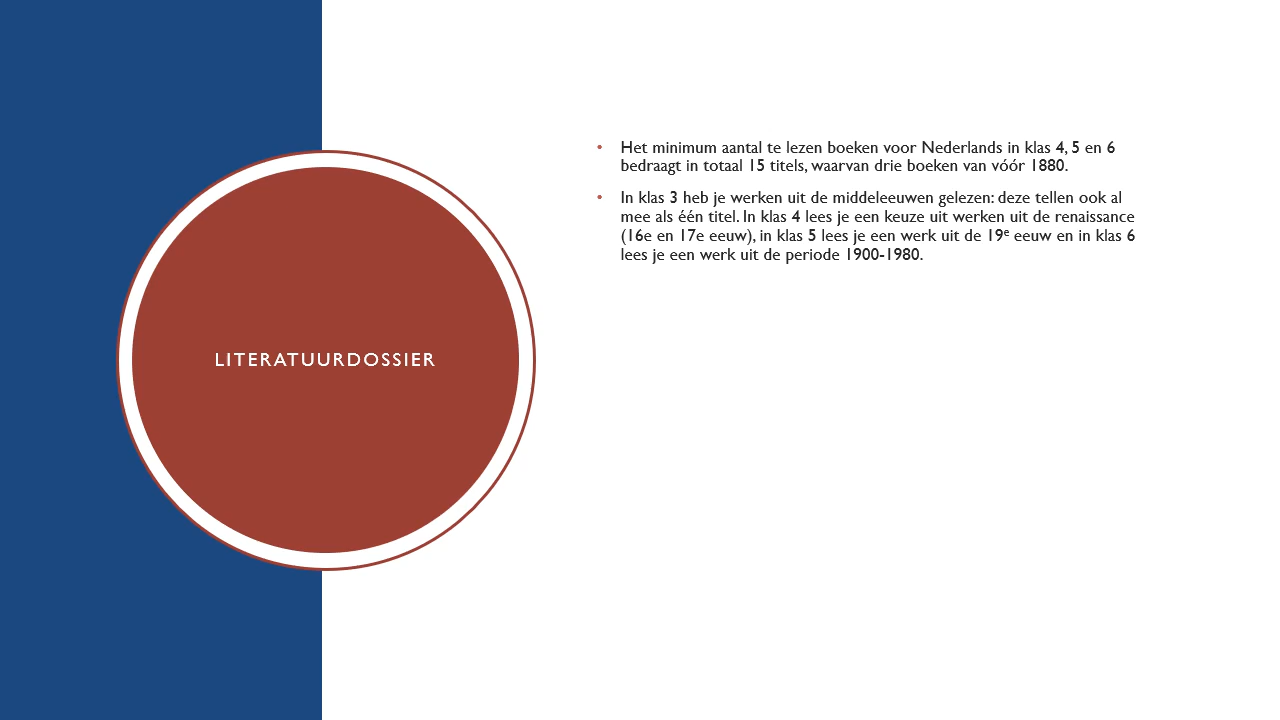 LITERATUURDOSSIER
• Het minimum aantal te lezen boeken voor Nederlands in klas 4, 5 en 6
bedraagt in totaal 15 titels, waarvan drie boeken van vóór 1880.
• In klas 3 heb je werken uit de middeleeuwen gelezen: deze tellen ook al
mee als één titel. In klas 4 lees je een keuze uit werken uit de renaissance
(16e en 17e eeuw), in klas 5 lees je een werk uit de 19ᵉ eeuw en in klas 6
lees je een werk uit de periode 1900-1980.